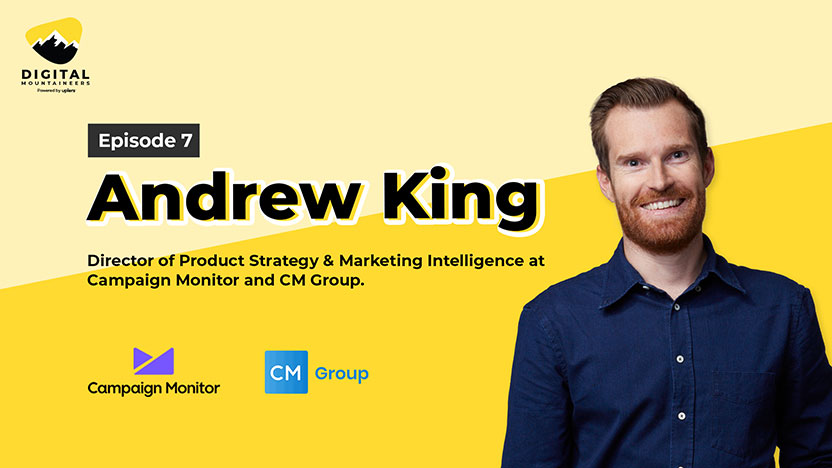 DIGITAL
MOUNTAINEERS
Powered by uplers
Episode 7
Andrew King
Director of Product Strategy & Marketing Intelligence at
Campaign Monitor and CM Group.
Campaign Monitor
CM Group